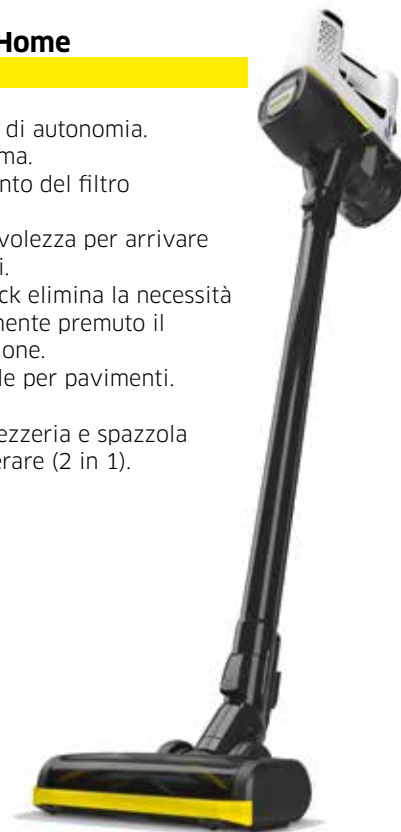 Home
di autonomia.
ma.
nto del filtro
volezza per arrivare
i.
ck elimina la necessità
nente premuto il
one.
le per pavimenti.
ezzeria e spazzola
erare (2 in 1).